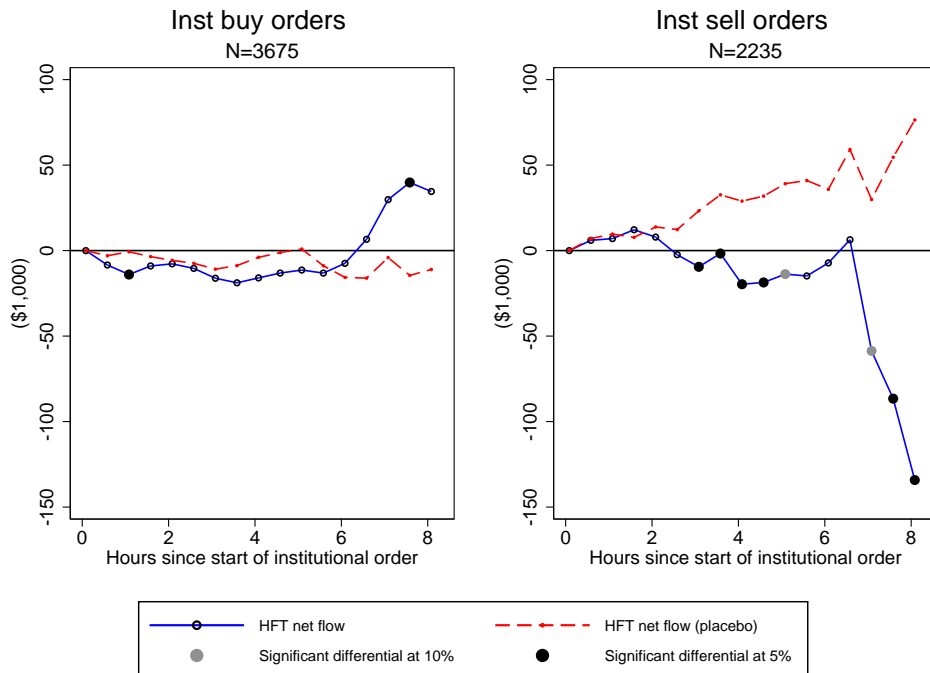 Inst buy orders
N=3675
100
50
0
-50
-100
-150
($1,000)
0 2 4 6 8
Hours since start of institutional order
Inst sell orders
N=2235
100
50
0
-50
-100
-150
($1,000)
0 2 4 6 8
Hours since start of institutional order
HFT net flow
HFT net flow (placebo)
Significant differential at 10%
Significant differential at 5%